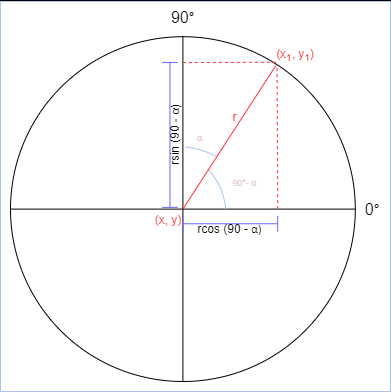 90°
(x₁, y₁)
r
α
rsin (90 - α)
90°- α
0°
(x, y)
rcos (90 - α)